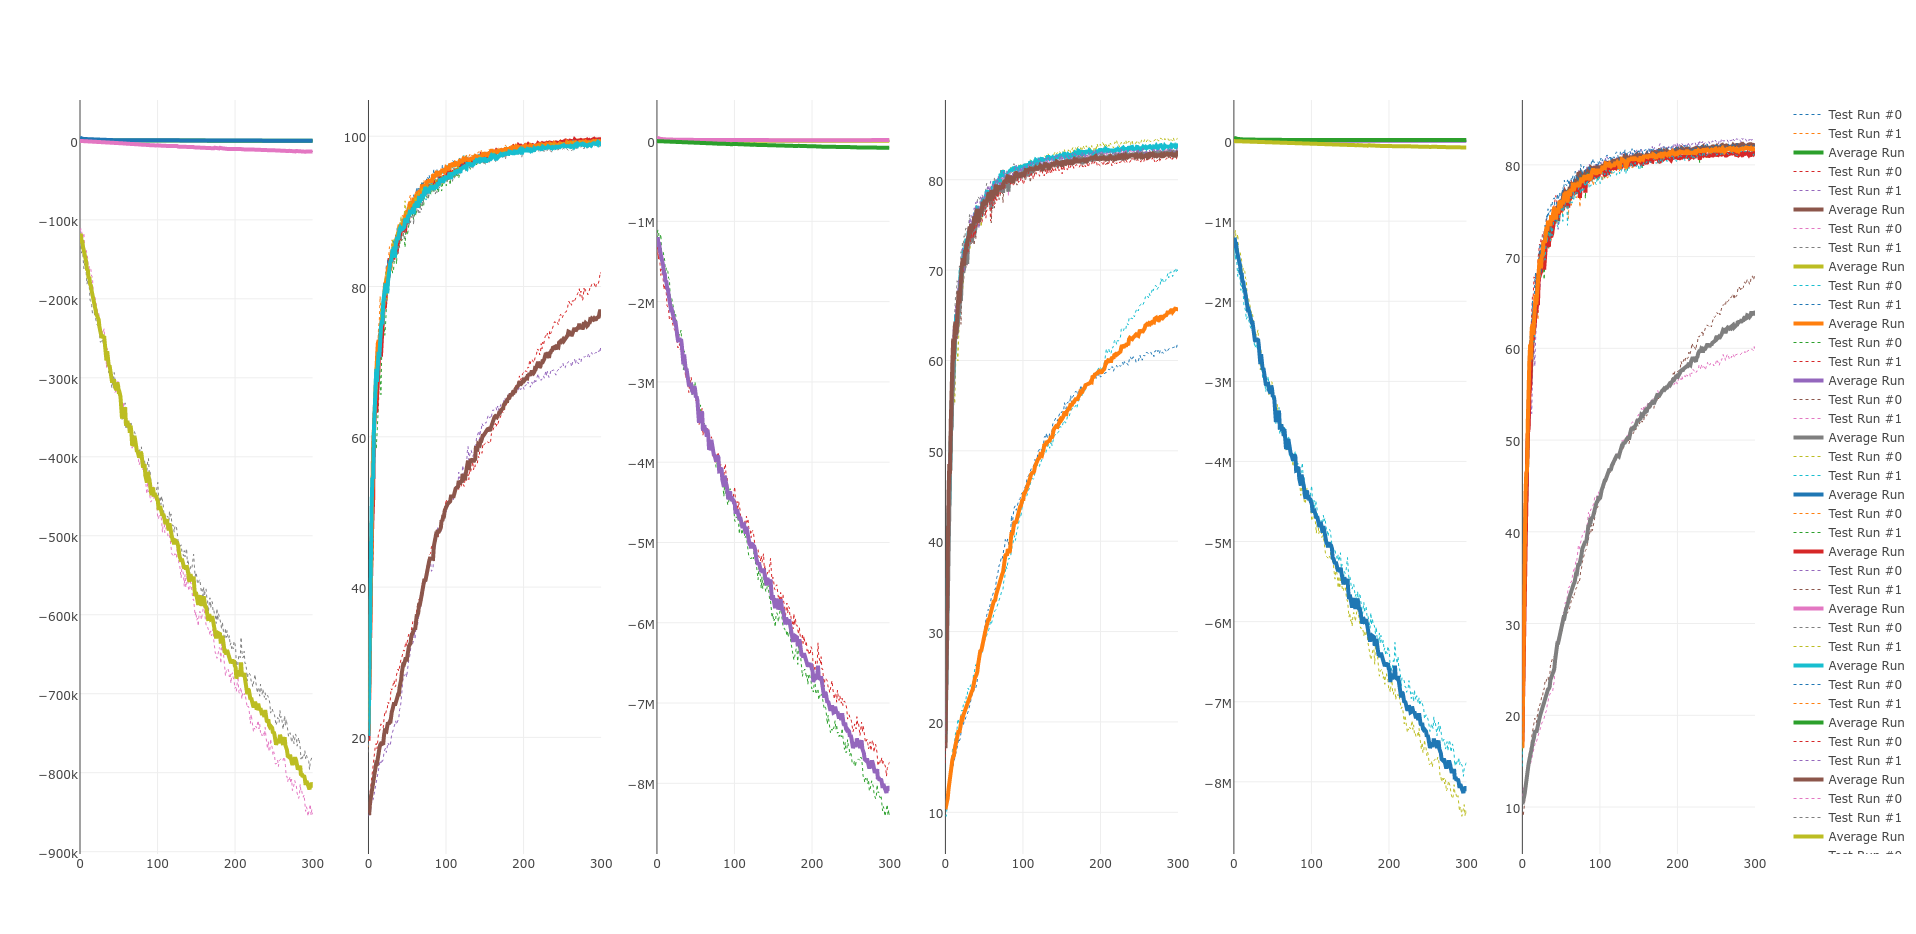 0
−100k
−200k
−300k
−400k
−500k
−600k
−700k
−800k
−900k
0
100
200
300
100
80
60
40
20
0
100
200
300
0
−1M
−2M
−3M
−4M
−5M
−6M
−7M
−8M
0
100
200
300
80
70
60
50
40
30
20
10
0
100
200
300
0
−1M
−2M
−3M
−4M
−5M
−6M
−7M
−8M
0
100
200
300
80
70
60
50
40
30
20
10
0
100
200
300
Test Run #0
Test Run #1
Average Run
Test Run #0
Test Run #1
Average Run
Test Run #0
Test Run #1
Average Run
Test Run #0
Test Run #1
Average Run
Test Run #0
Test Run #1
Average Run
Test Run #0
Test Run #1
Average Run
Test Run #0
Test Run #1
Average Run
Test Run #0
Test Run #1
Average Run
Test Run #0
Test Run #1
Average Run
Test Run #0
Test Run #1
Average Run
Test Run #0
Test Run #1
Average Run
Test Run #0
Test Run #1
Average Run
Test Run #0
Test Run #1
Average Run